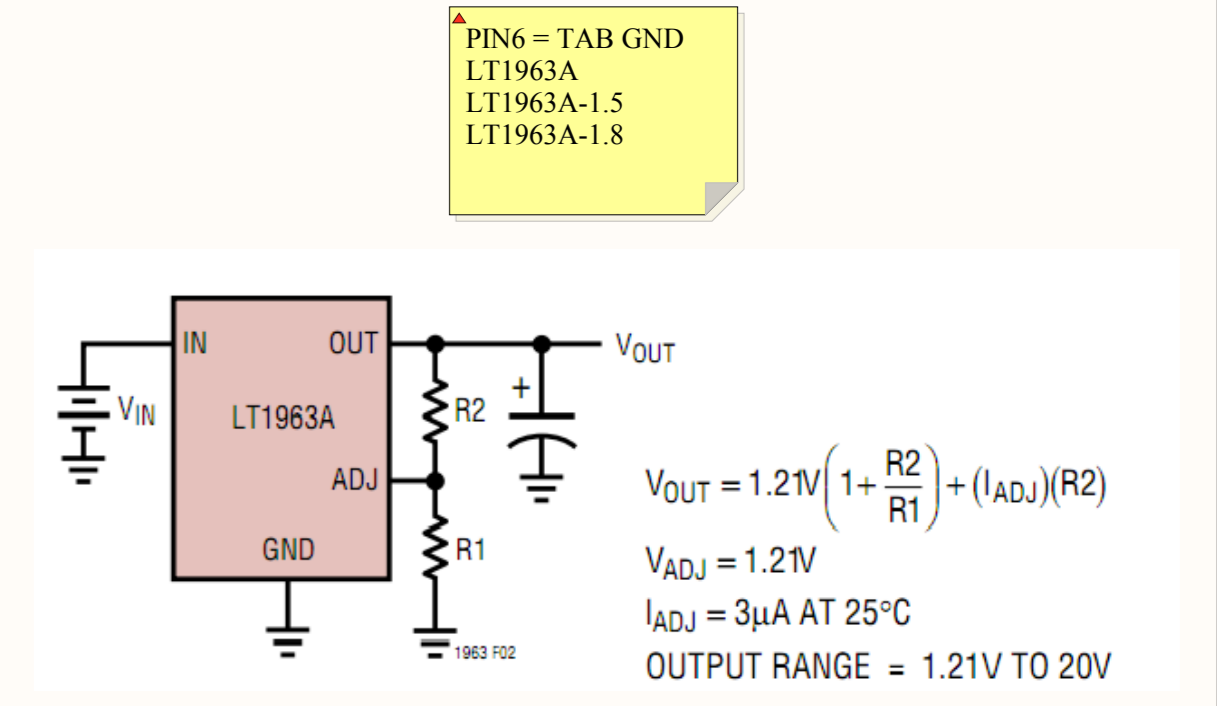 PIN6 = TAB GND
LT1963A
LT1963A-1.5
LT1963A-1.8
IN OUT
VOUT
VIN
LT1963A
+
R2
ADJ
GND
R1
1963 F02
VOUT = 1.21V(1+R2/R1)+(IADJ)(R2)
VADJ = 1.21V
IADJ = 3µA AT 25°C
OUTPUT RANGE = 1.21V TO 20V